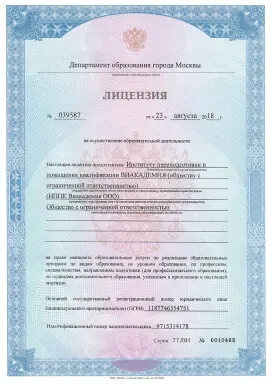 Департамент образования города Москвы
ЛИЦЕНЗИЯ
№ 039587 от « 23 » августа 2018 г.
на осуществление образовательной деятельности
Настоящая лицензия предоставлена Институту переподготовки и
повышения квалификации ВИАКАДЕМИЯ (обществу с
ограниченной ответственностью)
(ИППК Виакадемия ООО)
Общество с ограниченной ответственностью
на право оказывать образовательные услуги по реализации образовательных
программ по видам образования, по уровням образования, по профессиям,
специальностям, направлениям подготовки (для профессионального образования),
по подвидам дополнительного образования, указанным в приложении к настоящей
лицензии.
Основной государственный регистрационный номер юридического лица
(индивидуального предпринимателя) (ОГРН) 1187746354751
Идентификационный номер налогоплательщика 9715314178
Серия 77Л01 № 0010468